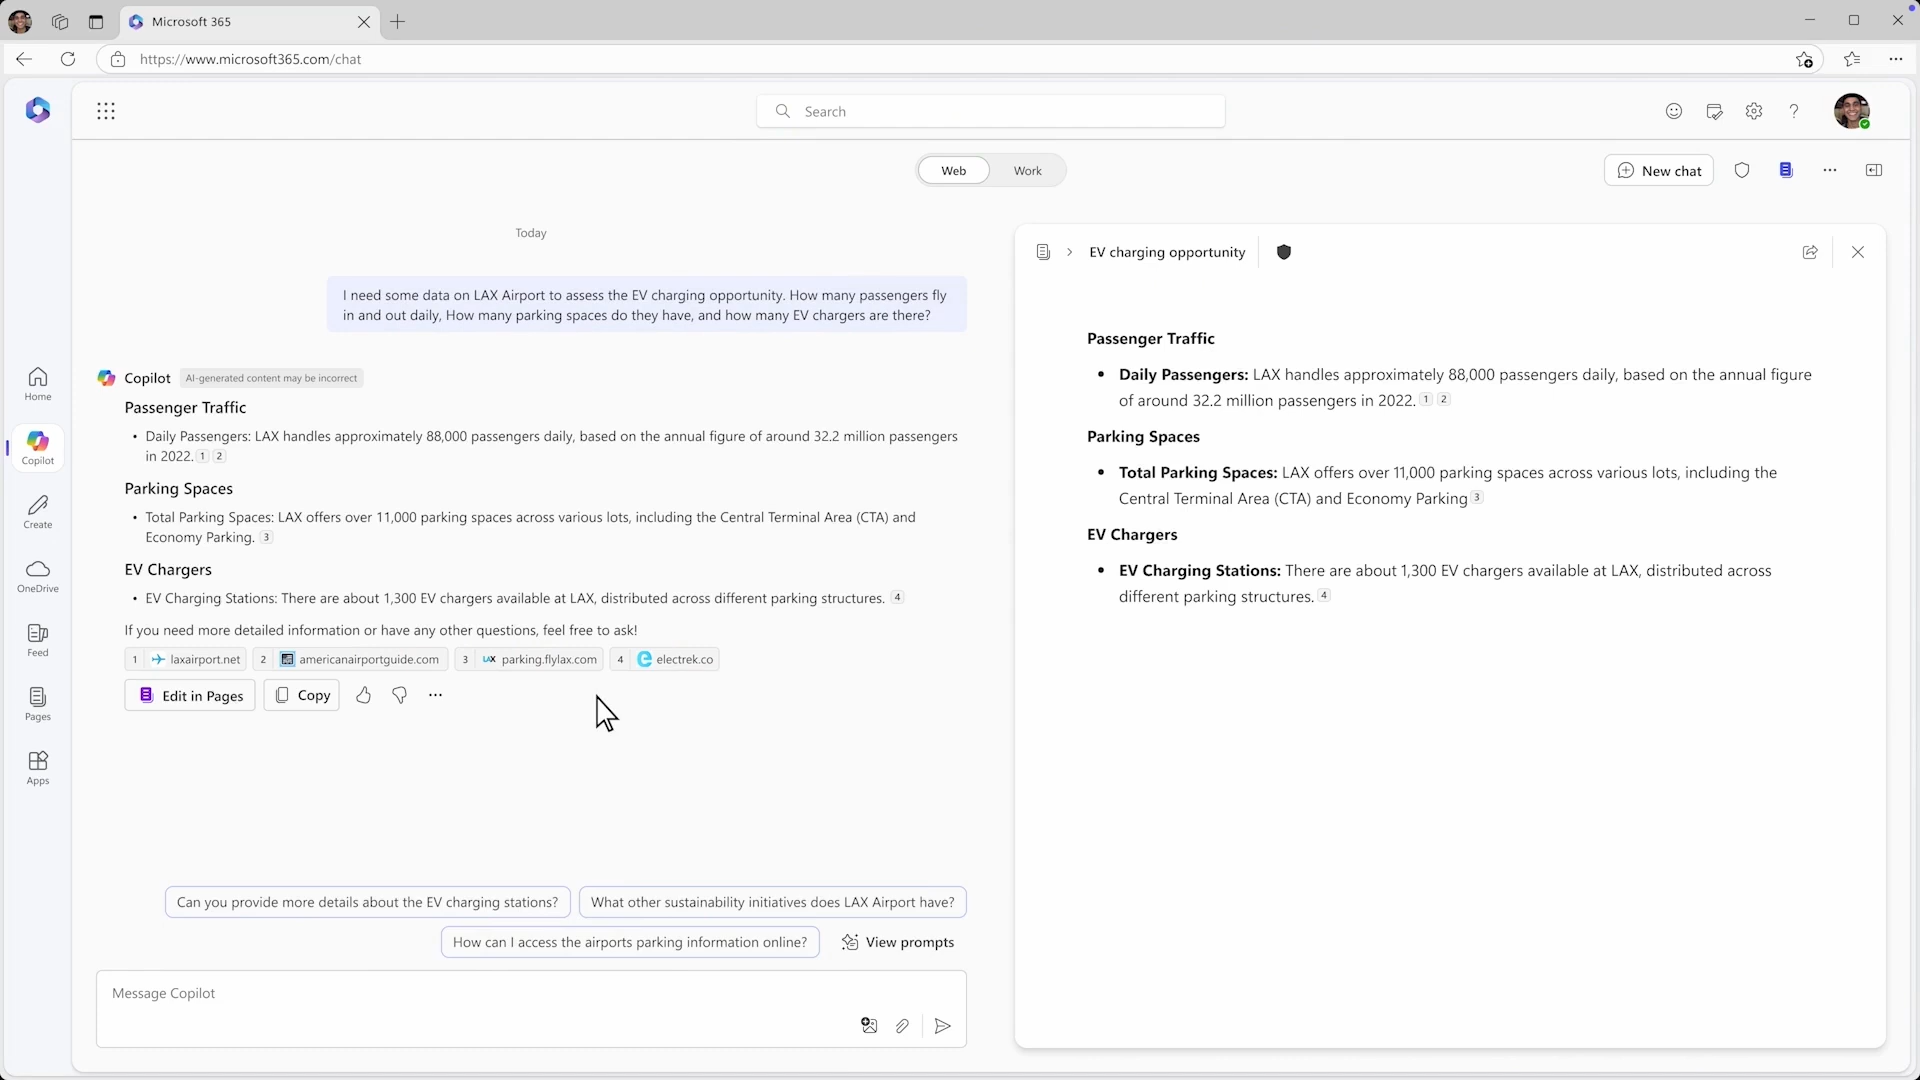 Microsoft 365
https://www.microsoft365.com/chat
Search
Web
Work
New chat
Home
Copilot
Create
OneDrive
Feed
Pages
Apps
Today
I need some data on LAX Airport to assess the EV charging opportunity. How many passengers fly
in and out daily, How many parking spaces do they have, and how many EV chargers are there?
Copilot
AI-generated content may be incorrect
Passenger Traffic
• Daily Passengers: LAX handles approximately 88,000 passengers daily, based on the annual figure of around 32.2 million passengers
in 2022. 1 2
Parking Spaces
• Total Parking Spaces: LAX offers over 11,000 parking spaces across various lots, including the Central Terminal Area (CTA) and
Economy Parking. 3
EV Chargers
• EV Charging Stations: There are about 1,300 EV chargers available at LAX, distributed across different parking structures. 4
If you need more detailed information or have any other questions, feel free to ask!
1 laxairport.net 2 americanairportguide.com 3 LAX parking.flylax.com 4 electrek.co
Edit in Pages
Copy
Can you provide more details about the EV charging stations?
What other sustainability initiatives does LAX Airport have?
How can I access the airports parking information online?
View prompts
Message Copilot
EV charging opportunity
Passenger Traffic
• Daily Passengers: LAX handles approximately 88,000 passengers daily, based on the annual figure
of around 32.2 million passengers in 2022. 1 2
Parking Spaces
• Total Parking Spaces: LAX offers over 11,000 parking spaces across various lots, including the
Central Terminal Area (CTA) and Economy Parking 3
EV Chargers
• EV Charging Stations: There are about 1,300 EV chargers available at LAX, distributed across
different parking structures. 4